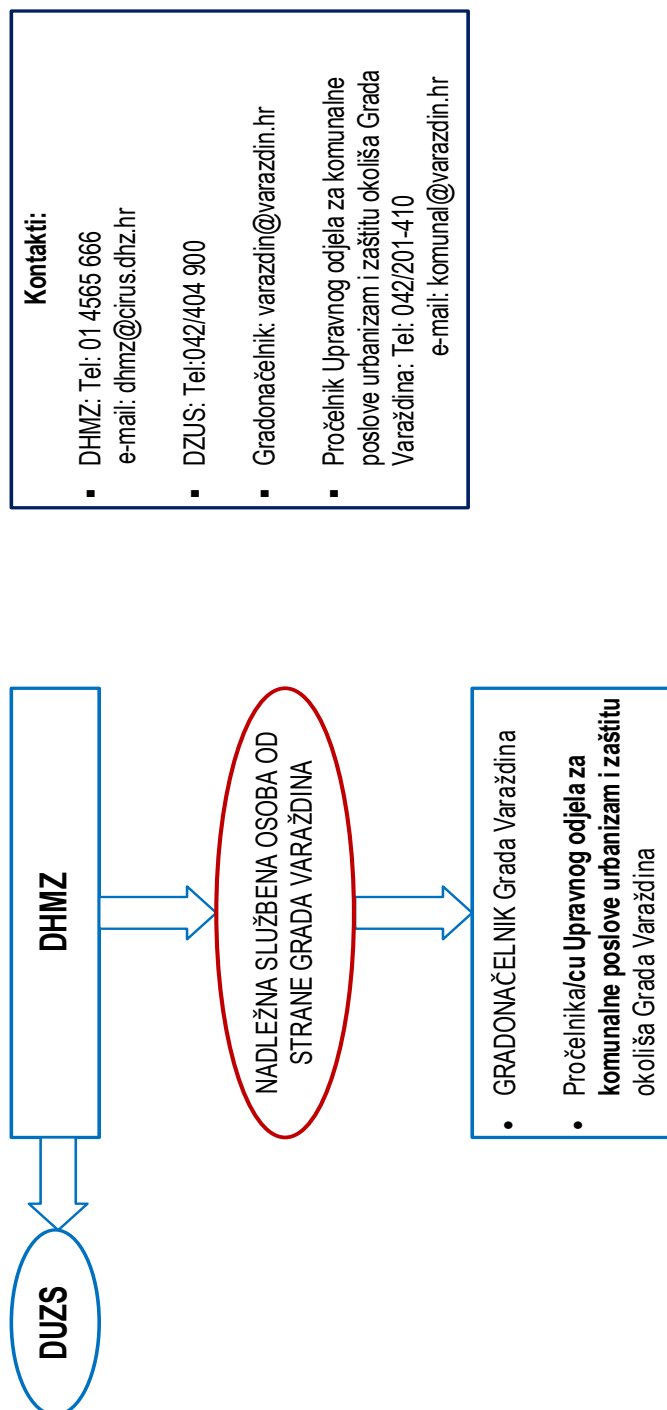 DUZS
DHMZ
NADLEŽNA SLUŽBENA OSOBA OD
STRANE GRADA VARAŽDINA
• GRADONAČELNIK Grada Varaždina
• Pročelnika/cu Upravnog odjela za
komunalne poslove urbanizam i zaštitu
okoliša Grada Varaždina
Kontakti:
▪ DHMZ: Tel: 01 4565 666
e-mail: dhmz@cirus.dhz.hr
▪ DZUS: Tel:042/404 900
▪ Gradonačelnik: varazdin@varazdin.hr
▪ Pročelnik Upravnog odjela za komunalne
poslove urbanizam i zaštitu okoliša Grada
Varaždina: Tel: 042/201-410
e-mail: komunal@varazdin.hr